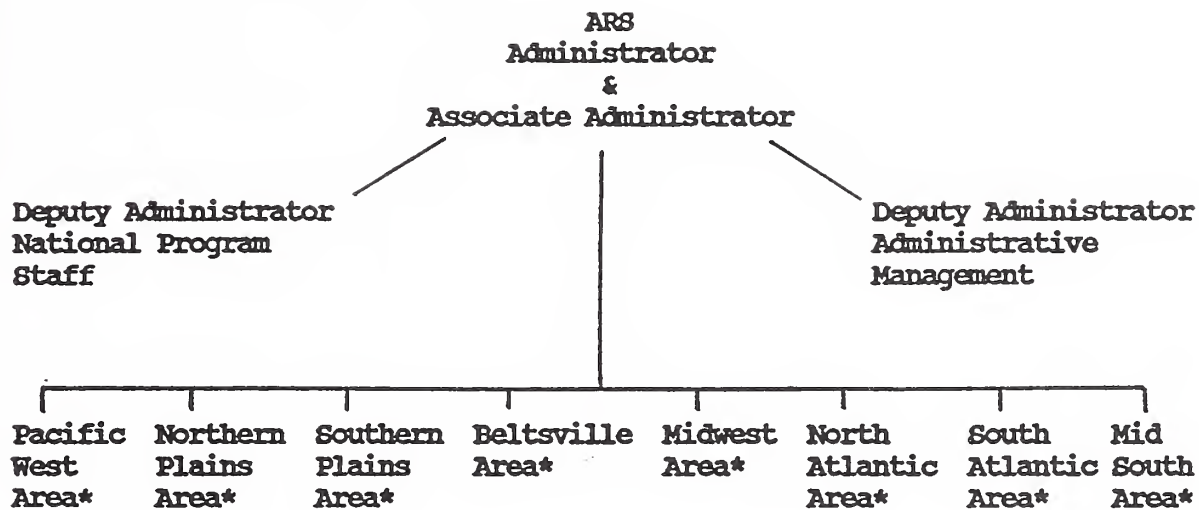 ARS
Administrator
&
Associate Administrator
Deputy Administrator
National Program
Staff
Deputy Administrator
Administrative
Management
Pacific
West
Area*
Northern
Plains
Area*
Southern
Plains
Area*
Beltsville
Area*
Midwest
Area*
North
Atlantic
Area*
South
Atlantic
Area*
Mid
South
Area*